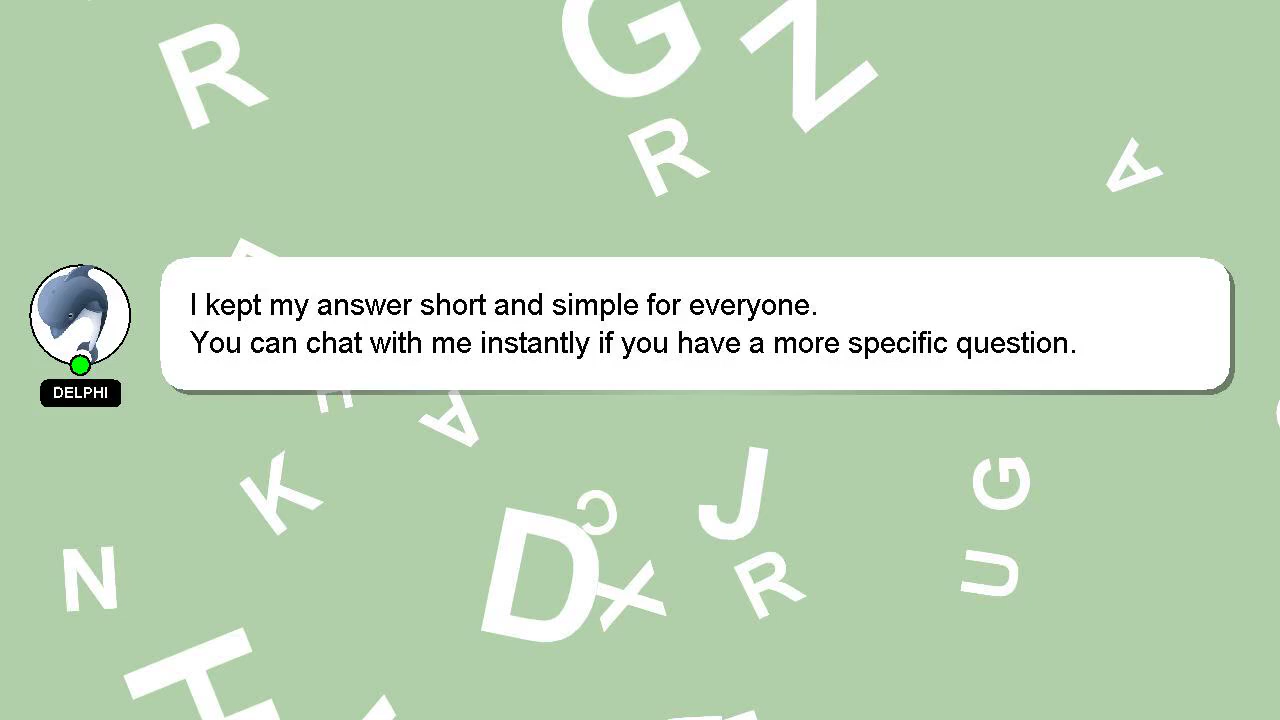 R
G
Z
R
A
I kept my answer short and simple for everyone.
You can chat with me instantly if you have a more specific question.
DELPHI
A
K
J
G
D
C
N
X
R
U